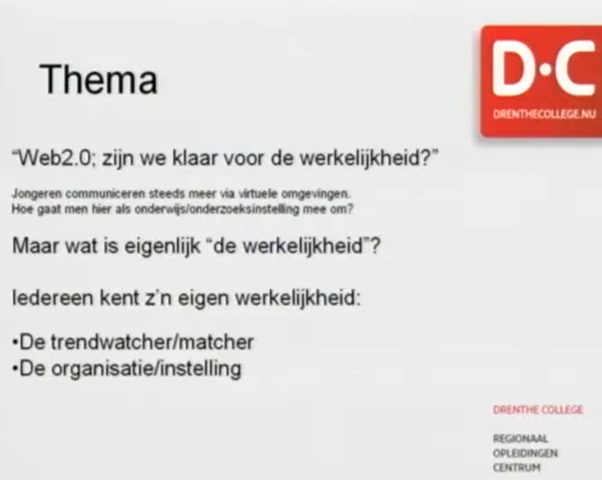 Thema
D·C
DRENTHECOLLEGE.NU
“Web2.0; zijn we klaar voor de werkelijkheid?”
Jongeren communiceren steeds meer via virtuele omgevingen.
Hoe gaat men hier als onderwijs/onderzoeksinstelling mee om?
Maar wat is eigenlijk “de werkelijkheid”?
Iedereen kent z’n eigen werkelijkheid:
•De trendwatcher/matcher
•De organisatie/instelling
DRENTHE COLLEGE
REGIONAAL
OPLEIDINGEN
CENTRUM